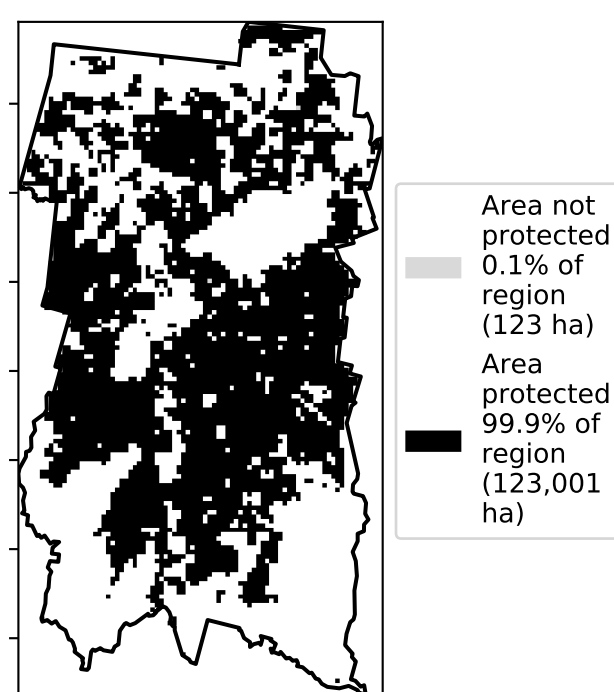 Area not
protected
0.1% of
region
(123 ha)
Area
protected
99.9% of
region
(123,001
ha)